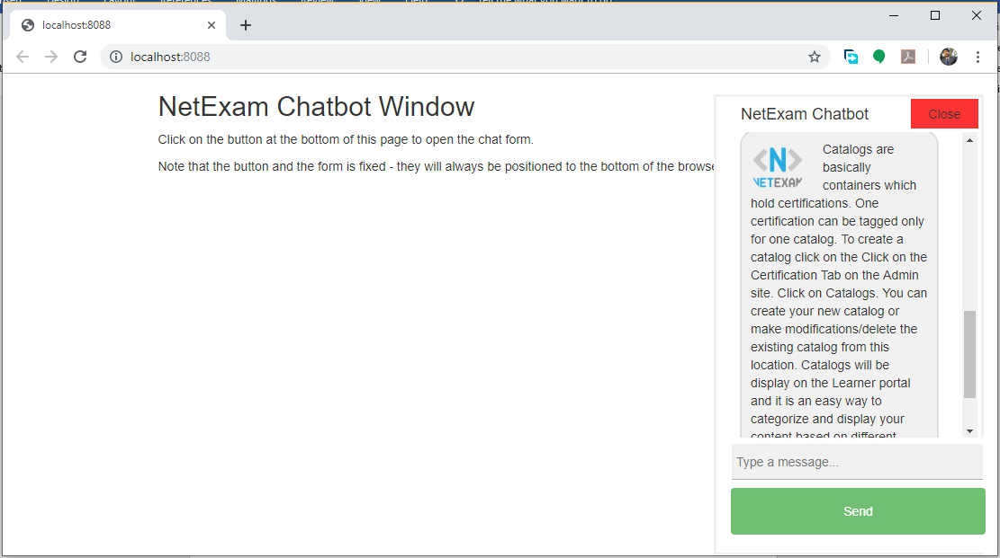 localhost:8088
localhost:8088
NetExam Chatbot Window
Click on the button at the bottom of this page to open the chat form.
Note that the button and the form is fixed - they will always be positioned to the bottom of the browse
NetExam Chatbot
Close
<N>
NETEXAM
Catalogs are
basically
containers which
hold certifications. One
certification can be tagged only
for one catalog. To create a
catalog click on the Click on the
Certification Tab on the Admin
site. Click on Catalogs. You can
create your new catalog or
make modifications/delete the
existing catalog from this
location. Catalogs will be
display on the Learner portal
and it is an easy way to
categorize and display your
content based on different
Type a message...
Send